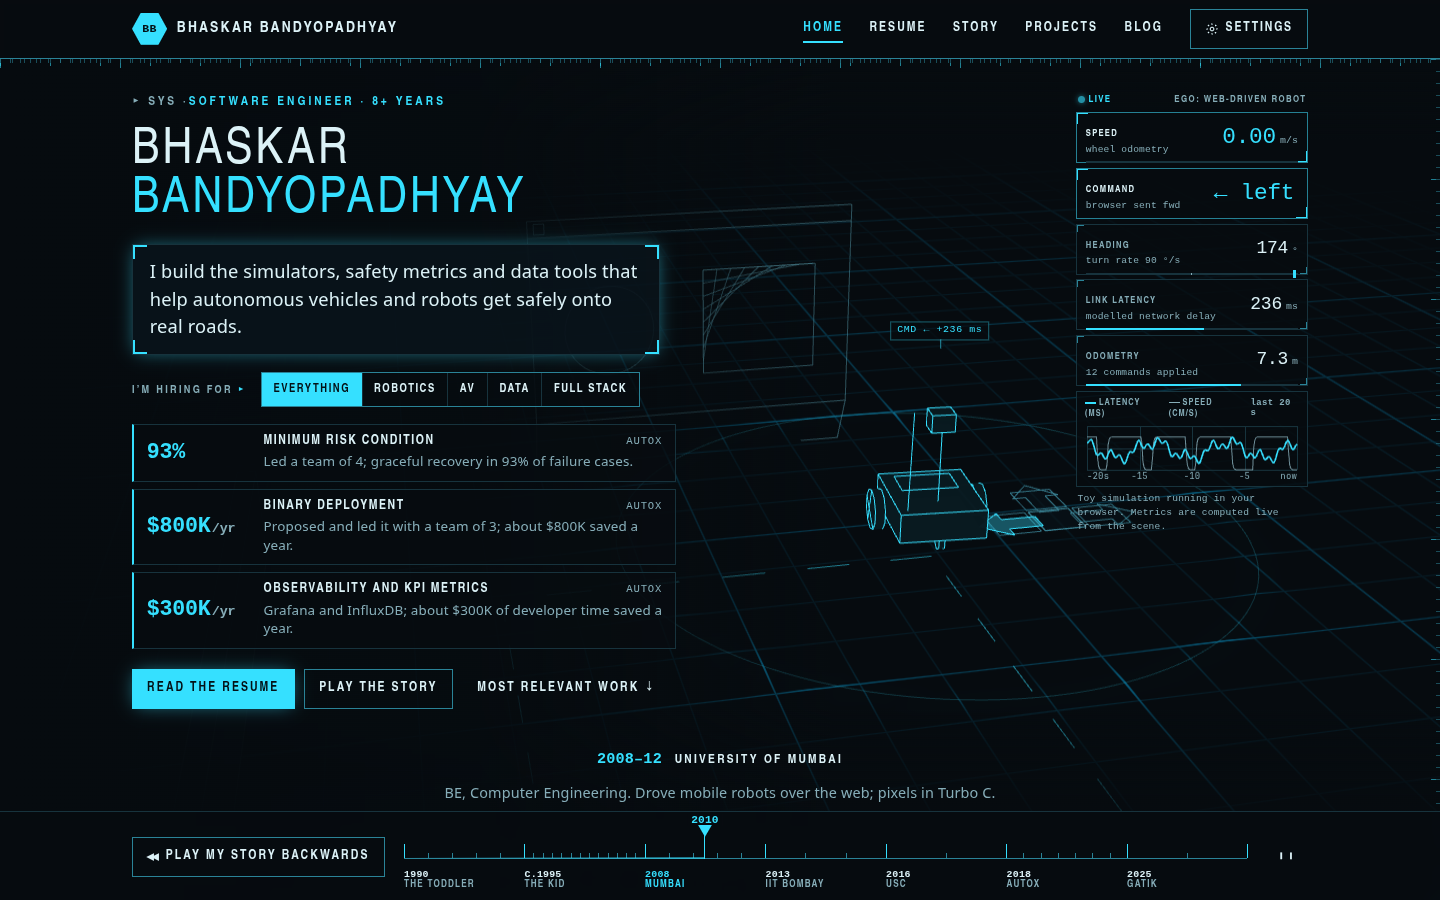 BB BHASKAR BANDYOPADHYAY
HOME RESUME STORY PROJECTS BLOG SETTINGS
▸ SYS ·SOFTWARE ENGINEER · 8+ YEARS
BHASKAR
BANDYOPADHYAY
I build the simulators, safety metrics and data tools that
help autonomous vehicles and robots get safely onto
real roads.
I'M HIRING FOR ▸ EVERYTHING ROBOTICS AV DATA FULL STACK
93% MINIMUM RISK CONDITION AUTOX
Led a team of 4; graceful recovery in 93% of failure cases.
$800K/yr BINARY DEPLOYMENT AUTOX
Proposed and led it with a team of 3; about $800K saved a
year.
$300K/yr OBSERVABILITY AND KPI METRICS AUTOX
Grafana and InfluxDB; about $300K of developer time saved a
year.
READ THE RESUME PLAY THE STORY MOST RELEVANT WORK ↓
LIVE EGO: WEB-DRIVEN ROBOT
SPEED 0.00 m/s
wheel odometry
COMMAND ← left
browser sent fwd
HEADING 174 °
turn rate 90 °/s
LINK LATENCY 236 ms
modelled network delay
ODOMETRY 7.3 m
12 commands applied
LATENCY (MS) SPEED (CM/S) last 20 s
-20s -15 -10 -5 now
Toy simulation running in your
browser. Metrics are computed live
from the scene.
CMD ← +236 ms
2008–12 UNIVERSITY OF MUMBAI
BE, Computer Engineering. Drove mobile robots over the web; pixels in Turbo C.
PLAY MY STORY BACKWARDS
2010
1990 C.1995 2008 2013 2016 2018 2025
THE TODDLER THE KID MUMBAI IIT BOMBAY USC AUTOX GATIK